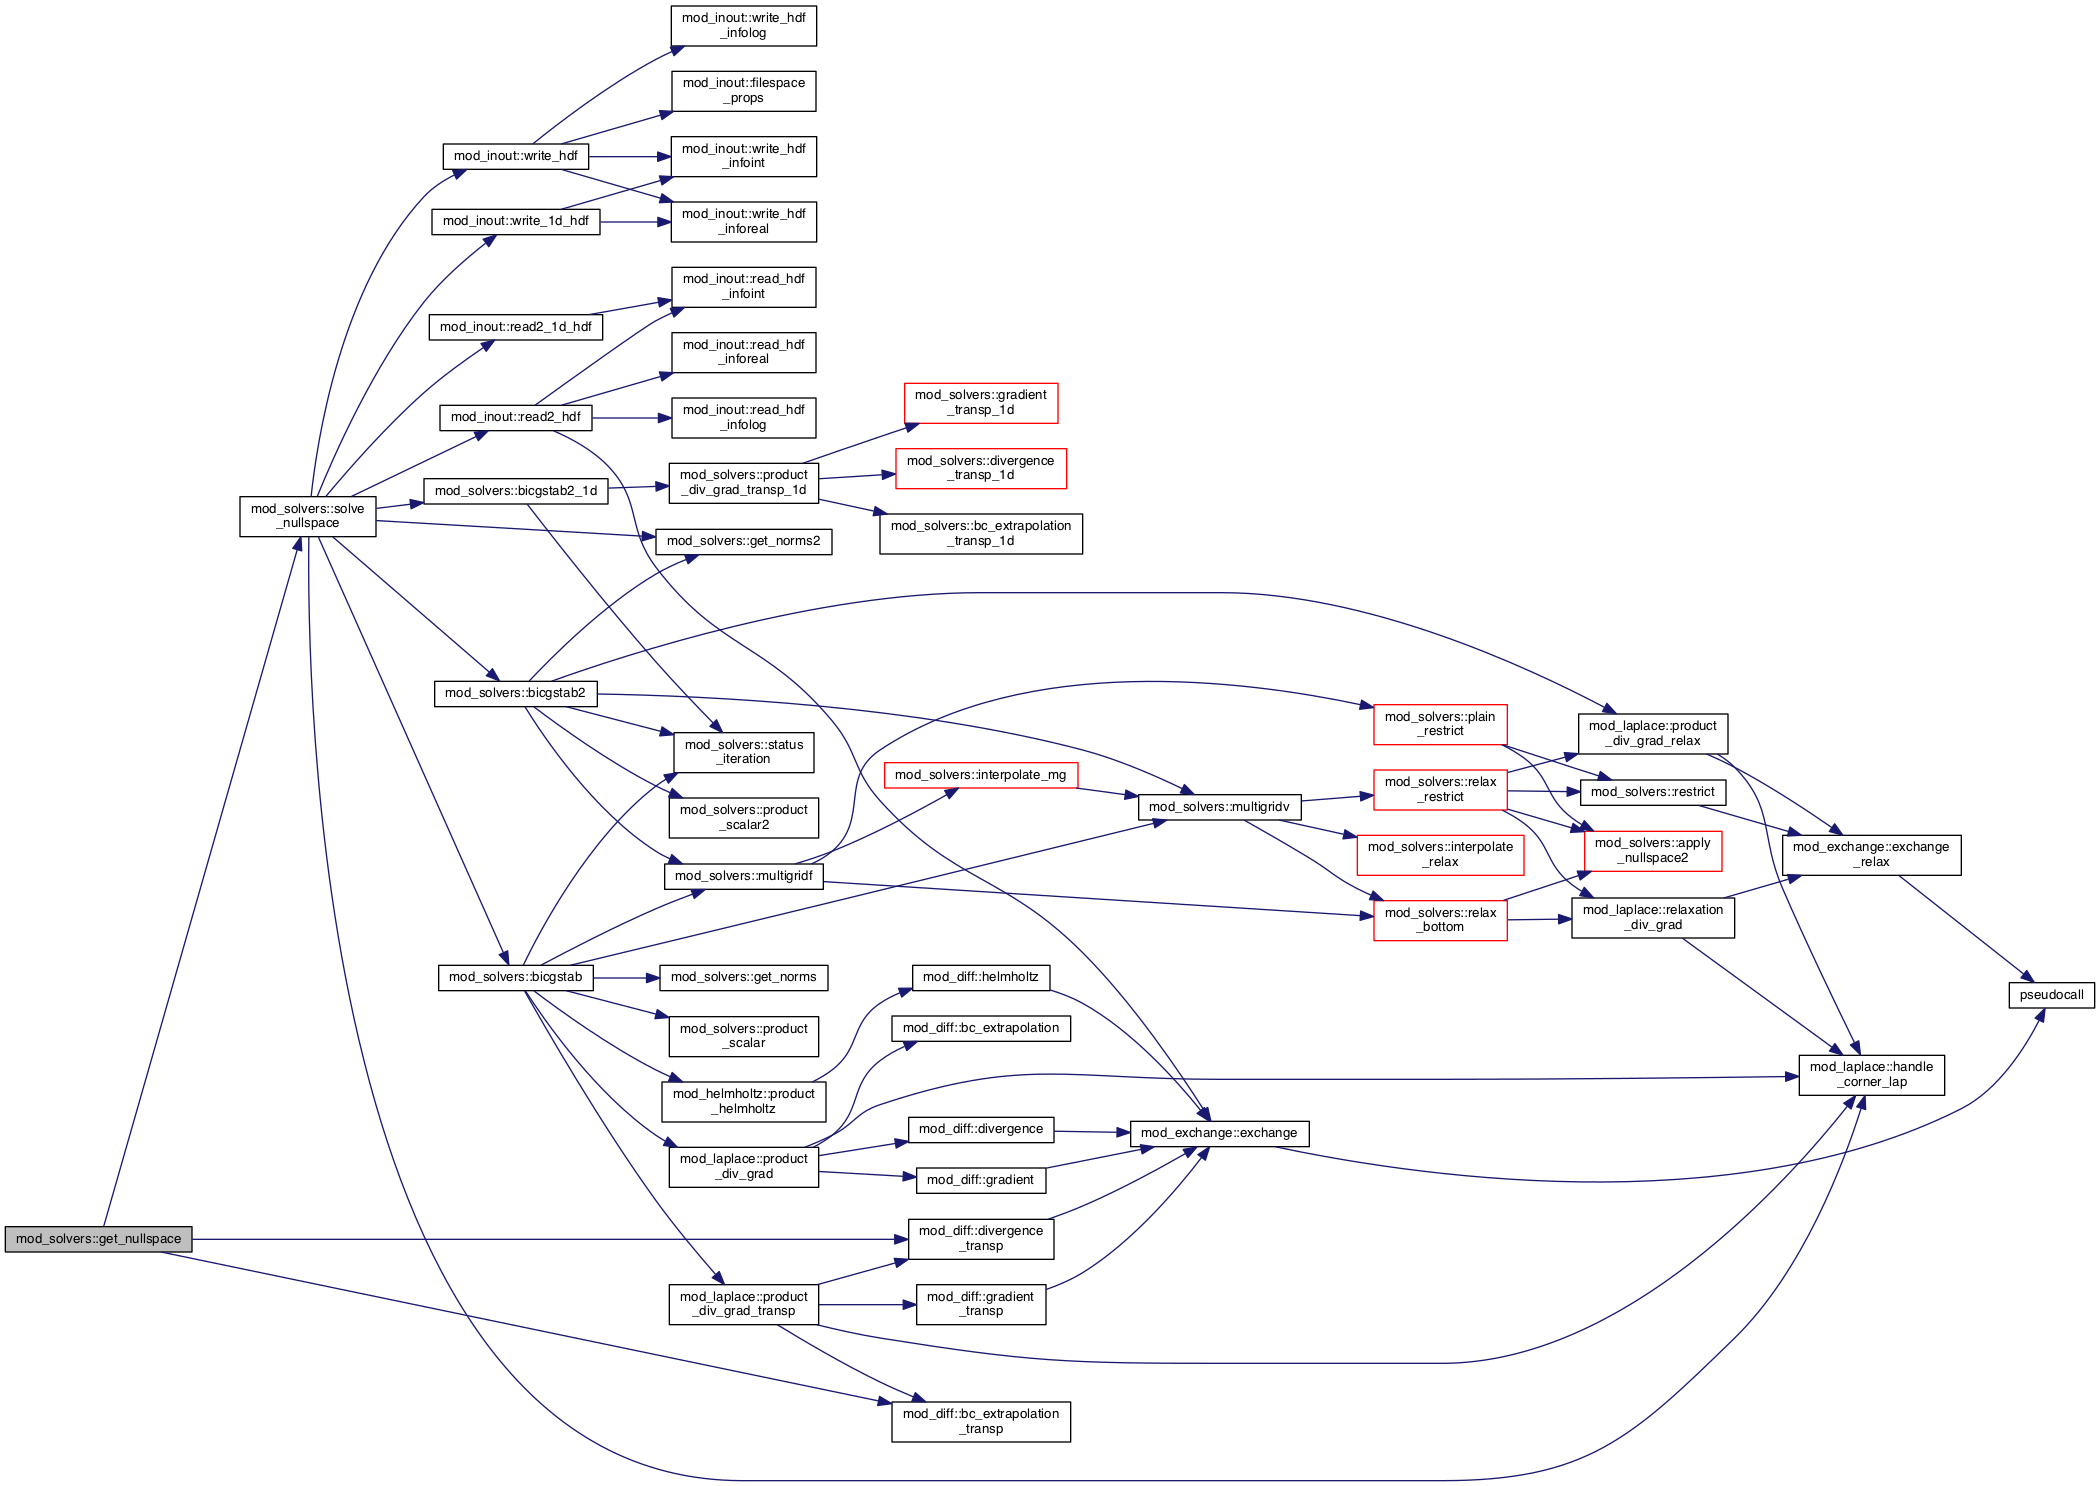 mod_inout::write_hdf
_infolog
mod_inout::filespace
_props
mod_inout::write_hdf
mod_inout::write_hdf
_infoint
mod_inout::write_1d_hdf
mod_inout::write_hdf
_inforeal
mod_inout::read_hdf
_infoint
mod_inout::read2_1d_hdf
mod_inout::read_hdf
_inforeal
mod_inout::read2_hdf
mod_inout::read_hdf
_infolog
mod_solvers::gradient
_transp_1d
mod_solvers::divergence
_transp_1d
mod_solvers::product
_div_grad_transp_1d
mod_solvers::bicgstab2_1d
mod_solvers::solve
_nullspace
mod_solvers::bc_extrapolation
_transp_1d
mod_solvers::get_norms2
mod_solvers::bicgstab2
mod_solvers::plain
_restrict
mod_laplace::product
_div_grad_relax
mod_solvers::status
_iteration
mod_solvers::interpolate_mg
mod_solvers::relax
_restrict
mod_solvers::restrict
mod_solvers::multigridv
mod_solvers::product
_scalar2
mod_solvers::apply
_nullspace2
mod_solvers::interpolate
_relax
mod_exchange::exchange
_relax
mod_solvers::multigridf
mod_solvers::relax
_bottom
mod_laplace::relaxation
_div_grad
mod_solvers::bicgstab
mod_solvers::get_norms
mod_diff::helmholtz
pseudocall
mod_solvers::product
_scalar
mod_diff::bc_extrapolation
mod_laplace::handle
_corner_lap
mod_helmholtz::product
_helmholtz
mod_diff::divergence
mod_exchange::exchange
mod_laplace::product
_div_grad
mod_diff::gradient
mod_solvers::get_nullspace
mod_diff::divergence
_transp
mod_laplace::product
_div_grad_transp
mod_diff::gradient
_transp
mod_diff::bc_extrapolation
_transp